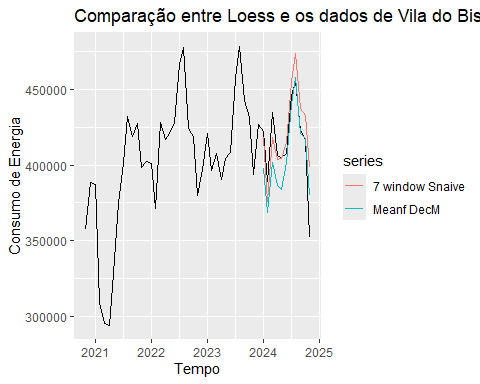 Comparação entre Loess e os dados de Vila do Bis
450000
400000
350000
300000
Consumo de Energia
2021
2022
2023
2024
2025
Tempo
series
7 window Snaive
Meanf DecM